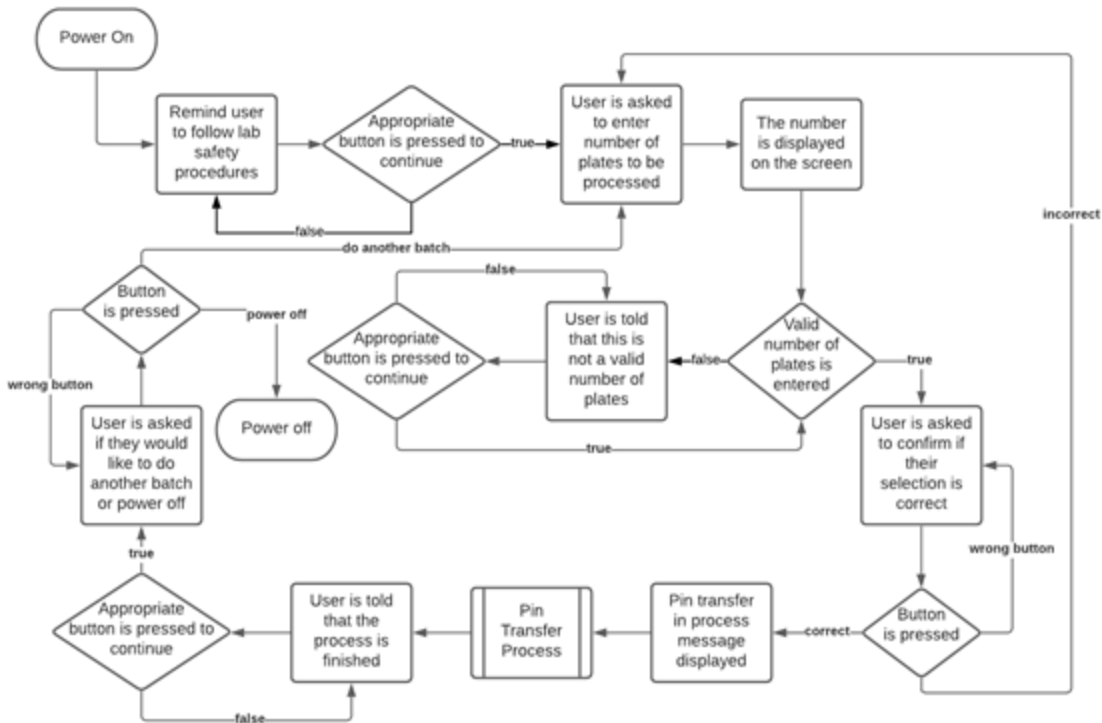 Power On
Remind user
to follow lab
safety
procedures
Appropriate
button is pressed to
continue
true
false
User is asked
to enter
number of
plates to be
processed
The number
is displayed
on the screen
incorrect
do another batch
Button
is pressed
power off
wrong button
Power off
User is asked
if they would
like to do
another batch
or power off
false
Appropriate
button is pressed to
continue
true
User is told
that this is
not a valid
number of
plates
false
Valid
number of
plates is
entered
true
User is asked
to confirm if
their
selection is
correct
wrong button
Button
is pressed
correct
Pin transfer
in process
message
displayed
Pin
Transfer
Process
User is told
that the
process is
finished
true
Appropriate
button is pressed to
continue
false